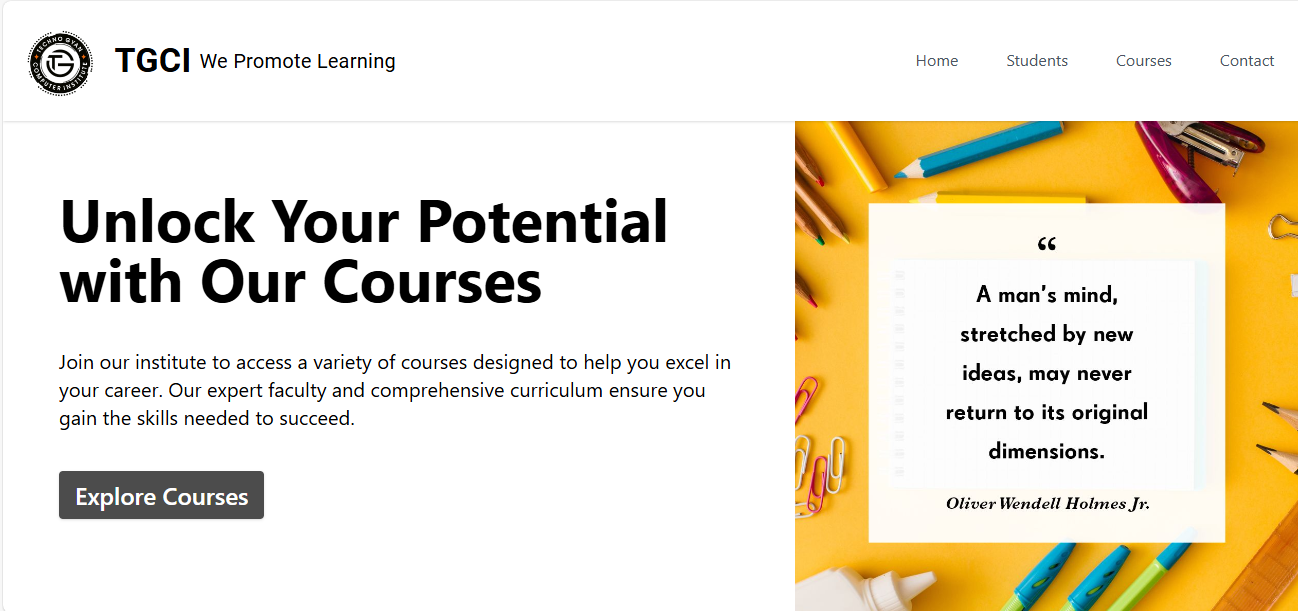 TECHNO GYAN
COMPUTER INSTITUTE
TG
TGCI We Promote Learning
Home Students Courses Contact
Unlock Your Potential
with Our Courses
Join our institute to access a variety of courses designed to help you excel in
your career. Our expert faculty and comprehensive curriculum ensure you
gain the skills needed to succeed.
Explore Courses
“
A man's mind,
stretched by new
ideas, may never
return to its original
dimensions.
Oliver Wendell Holmes Jr.